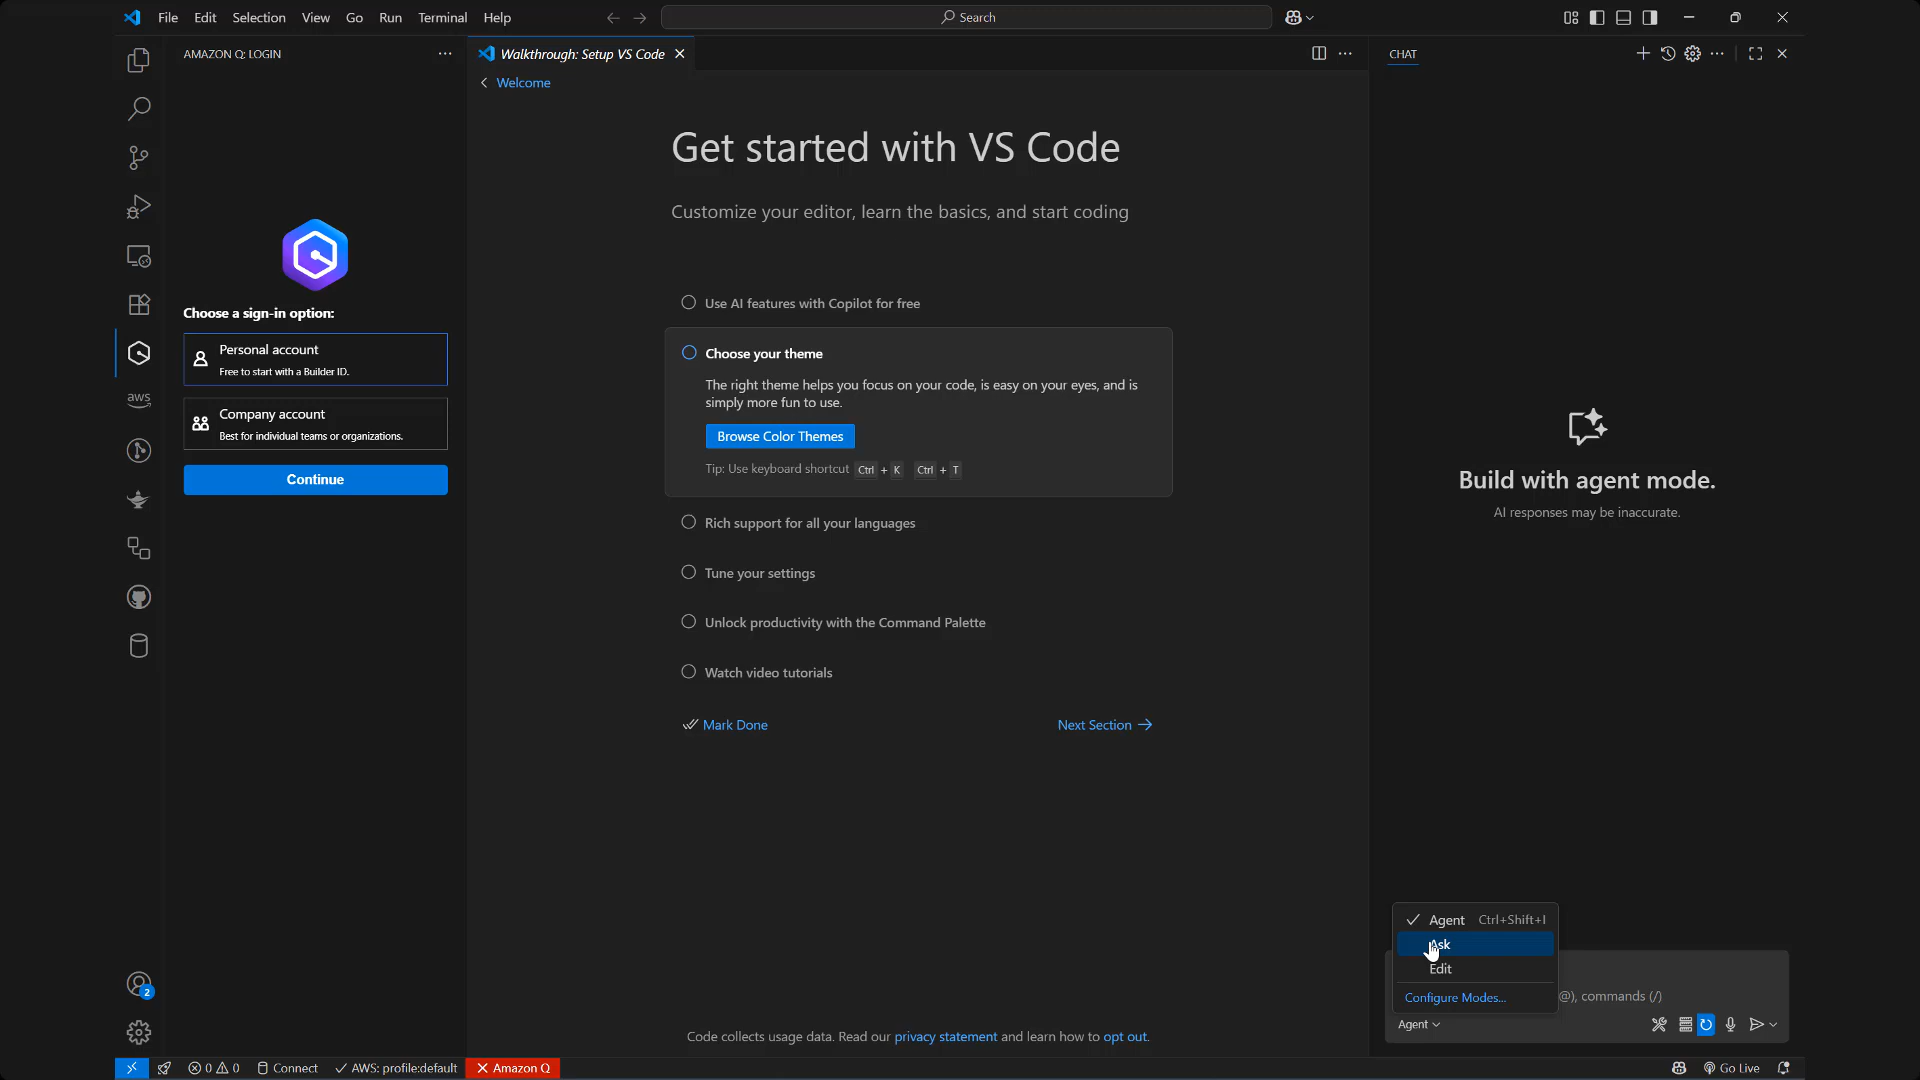 File Edit Selection View Go Run Terminal Help
Search
AMAZON Q: LOGIN
Walkthrough: Setup VS Code
CHAT
Welcome
Get started with VS Code
Customize your editor, learn the basics, and start coding
Choose a sign-in option:
Personal account
Free to start with a Builder ID.
Company account
Best for individual teams or organizations.
Continue
aws
Use AI features with Copilot for free
Choose your theme
The right theme helps you focus on your code, is easy on your eyes, and is
simply more fun to use.
Browse Color Themes
Tip: Use keyboard shortcut Ctrl + K Ctrl + T
Rich support for all your languages
Tune your settings
Unlock productivity with the Command Palette
Watch video tutorials
Mark Done
Next Section
Build with agent mode.
AI responses may be inaccurate.
Agent Ctrl+Shift+I
Ask
Edit
Configure Modes...
@), commands (/)
Agent
2
Code collects usage data. Read our privacy statement and learn how to opt out.
0 0 Connect AWS: profile:default Amazon Q
Go Live